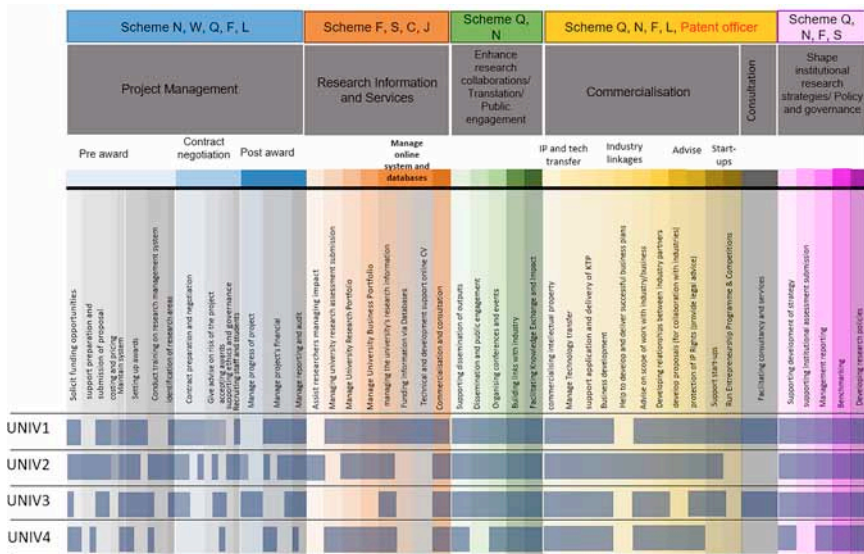 Scheme N, W, Q, F, L
Scheme F, S, C, J
Scheme Q,
N
Scheme Q, N, F, L, Patent officer
Scheme Q,
N, F, S
Project Management
Research Information
and Services
Enhance
research
collaborations/
Translation/
Public
engagement
Commercialisation
Consultation
Shape
institutional
research
strategies/ Policy
and governance
Pre award
Contract
negotiation
Post award
Manage
online
system and
databases
IP and tech
transfer
Industry
linkages
Advise
Start-
ups
Solicit funding opportunities
support preparation and
submission of proposal
costing and pricing
Maintain system
Setting up awards
Conduct training on research management system
identification of research areas
Contract preparation and negotiation
Give advice on risk of the project
accepting awards
supporting ethics and governance
Recruiting staff and students
Manage progress of project
Manage project's financial
Manage reporting and audit
Assist researchers managing impact
Managing university research assessment submission
Manage University Research Portfolio
Manage University Business Portfolio
managing the university's research information
Funding information via Databases
Technical and development support online CV
Commercialisation and consultation
Supporting dissemination of outputs
Dissemination and public engagement
Organising conferences and events
Building links with industry
Facilitating Knowledge Exchange and Impact
commercialising intellectual property
Manage Technology transfer
support application and delivery of KTP
Business development
Help to develop and deliver successful business plans
Advise on scope of work with industry/business
Developing relationships between industry partners
develop proposals (for collaboration with industries)
protection of IP Rights (provide legal advice)
Support start-ups
Run Entrepreneurship Programme & Competitions
Facilitating consultancy and services
Supporting development of strategy
supporting institutional assessment submission
Management reporting
Benchmarking
Developing research policies
UNIV1
UNIV2
UNIV3
UNIV4